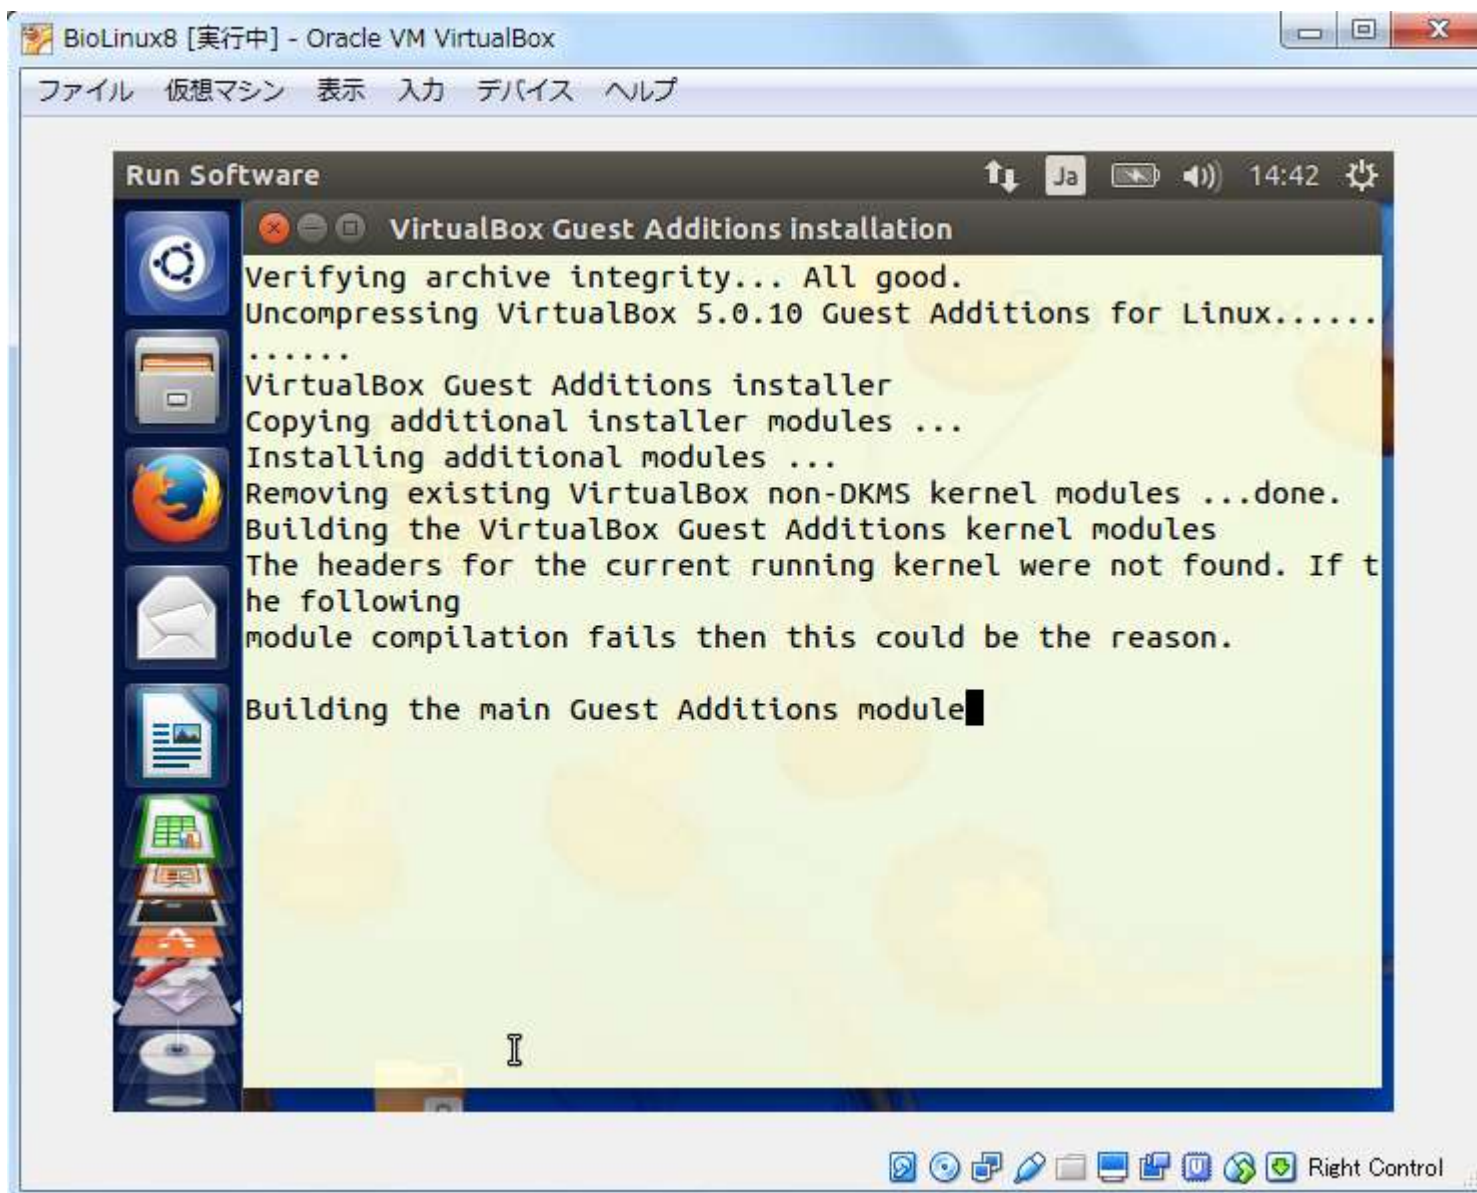 BioLinux8 [実行中] - Oracle VM VirtualBox
ファイル 仮想マシン 表示 入力 デバイス ヘルプ
Run Software
Ja
14:42
VirtualBox Guest Additions installation
Verifying archive integrity... All good.
Uncompressing VirtualBox 5.0.10 Guest Additions for Linux......
......
VirtualBox Guest Additions installer
Copying additional installer modules ...
Installing additional modules ...
Removing existing VirtualBox non-DKMS kernel modules ...done.
Building the VirtualBox Guest Additions kernel modules
The headers for the current running kernel were not found. If t
he following
module compilation fails then this could be the reason.
Building the main Guest Additions module
Right Control